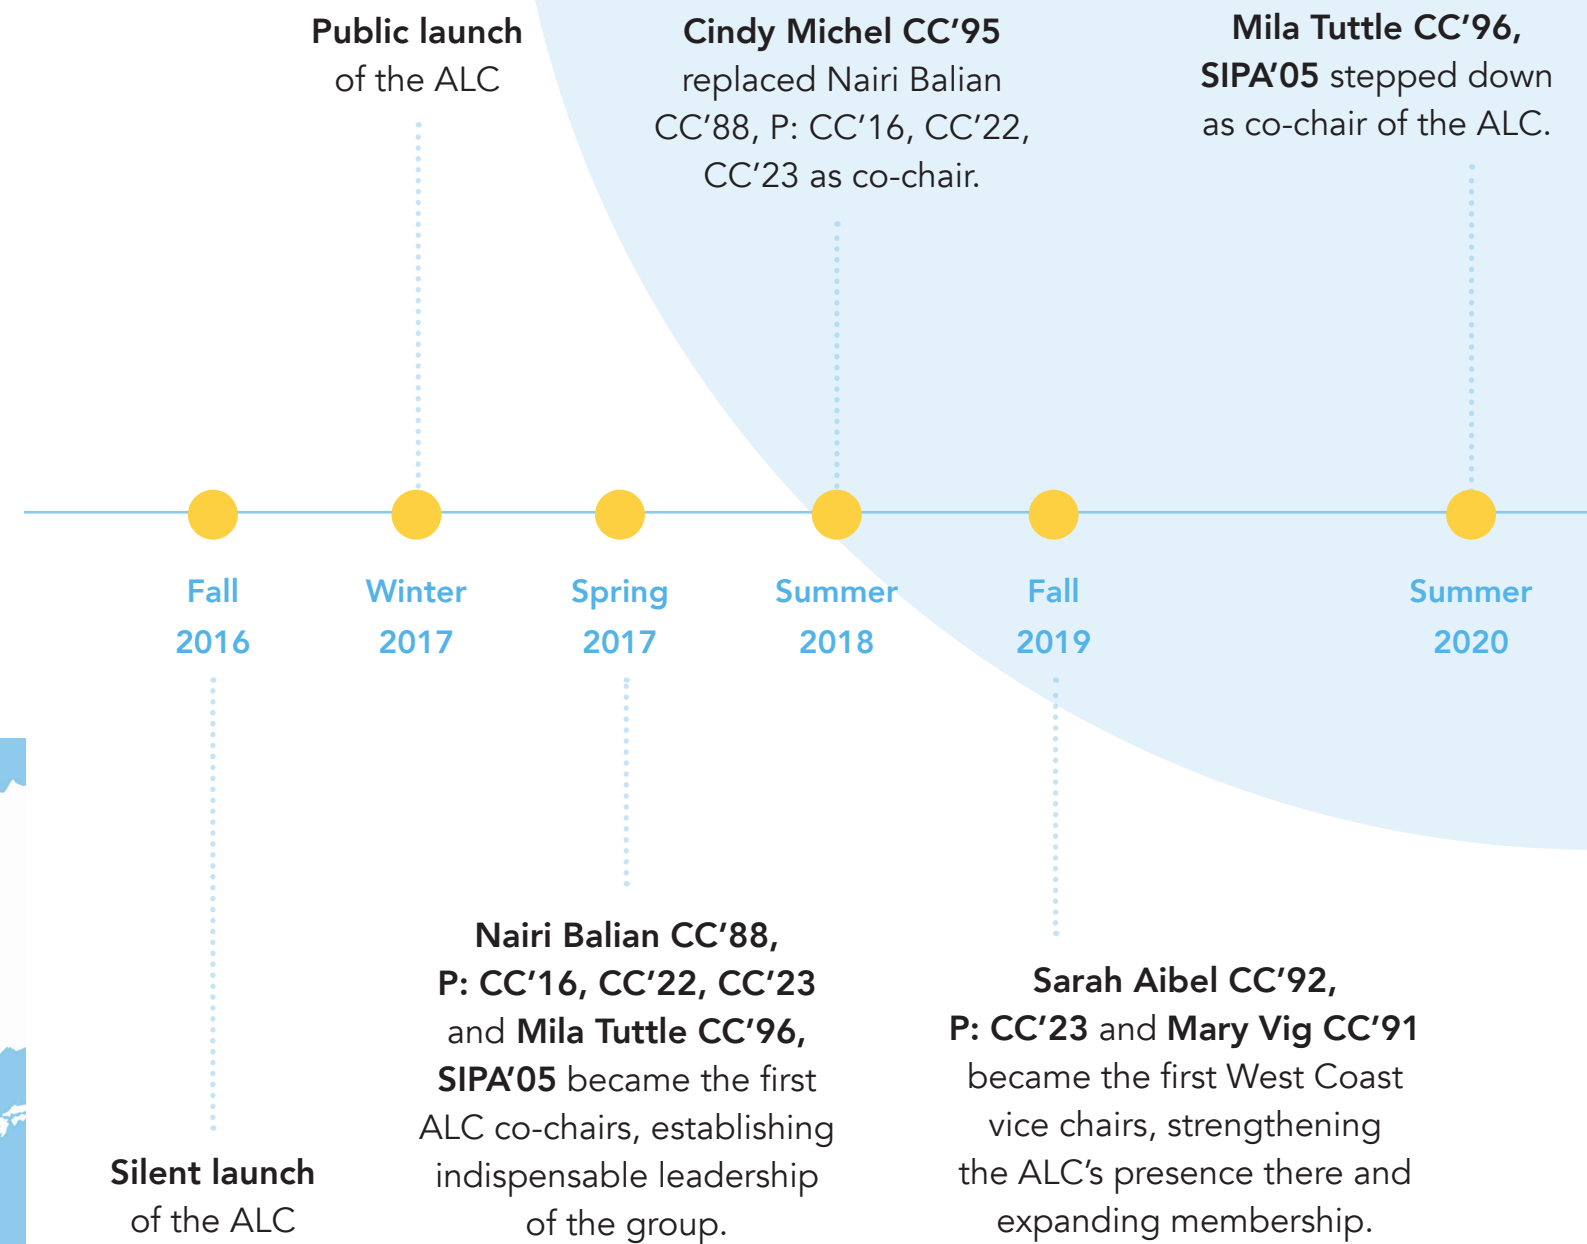 Public launch
of the ALC
Cindy Michel CC’95
replaced Nairi Balian
CC’88, P: CC’16, CC’22,
CC’23 as co-chair.
Mila Tuttle CC’96,
SIPA’05 stepped down
as co-chair of the ALC.
Fall
2016
Winter
2017
Spring
2017
Summer
2018
Fall
2019
Summer
2020
Silent launch
of the ALC
Nairi Balian CC’88,
P: CC’16, CC’22, CC’23
and Mila Tuttle CC’96,
SIPA’05 became the first
ALC co-chairs, establishing
indispensable leadership
of the group.
Sarah Aibel CC’92,
P: CC’23 and Mary Vig CC’91
became the first West Coast
vice chairs, strengthening
the ALC’s presence there and
expanding membership.